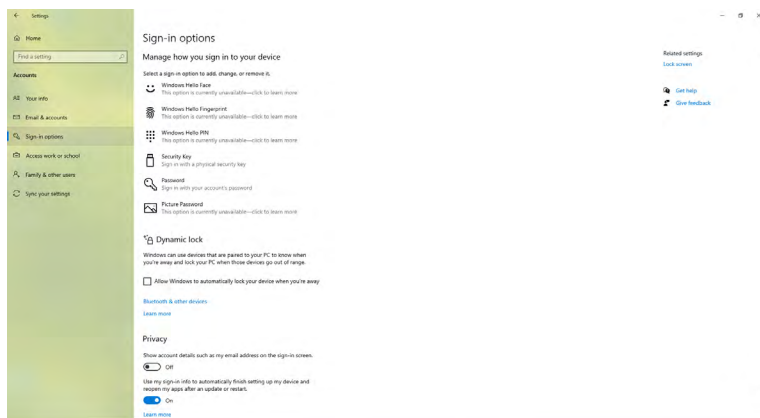 Settings
Home
Find a setting
Accounts
Your info
Email & accounts
Sign-in options
Access work or school
Family & other users
Sync your settings
Sign-in options
Manage how you sign in to your device
Select a sign-in option to add, change, or remove it.
Windows Hello Face
This option is currently unavailable—click to learn more
Windows Hello Fingerprint
This option is currently unavailable—click to learn more
Windows Hello PIN
This option is currently unavailable—click to learn more
Security Key
Sign in with a physical security key
Password
Sign in with your account's password
Picture Password
This option is currently unavailable—click to learn more
Dynamic lock
Windows can use devices that are paired to your PC to know when
you're away and lock your PC when those devices go out of range.
Allow Windows to automatically lock your device when you're away
Bluetooth & other devices
Learn more
Privacy
Show account details such as my email address on the sign-in screen.
Off
Use my sign-in info to automatically finish setting up my device and
reopen my apps after an update or restart.
On
Learn more
Related settings
Lock screen
Get help
Give feedback